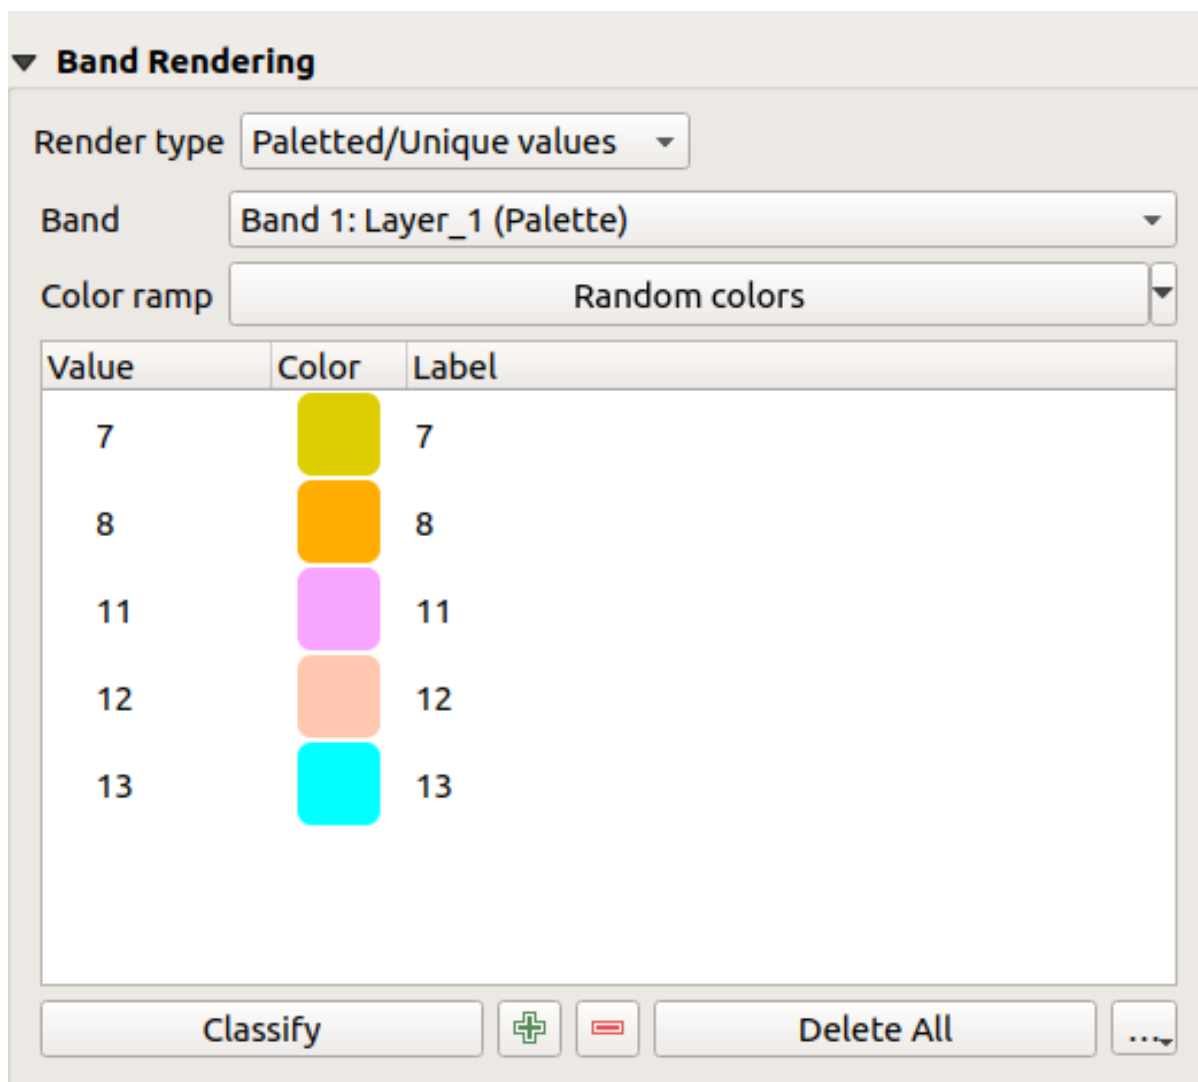 Band Rendering
Render type Paletted/Unique values
Band Band 1: Layer_1 (Palette)
Color ramp Random colors
Value Color Label
7 7
8 8
11 11
12 12
13 13
Classify Delete All ...